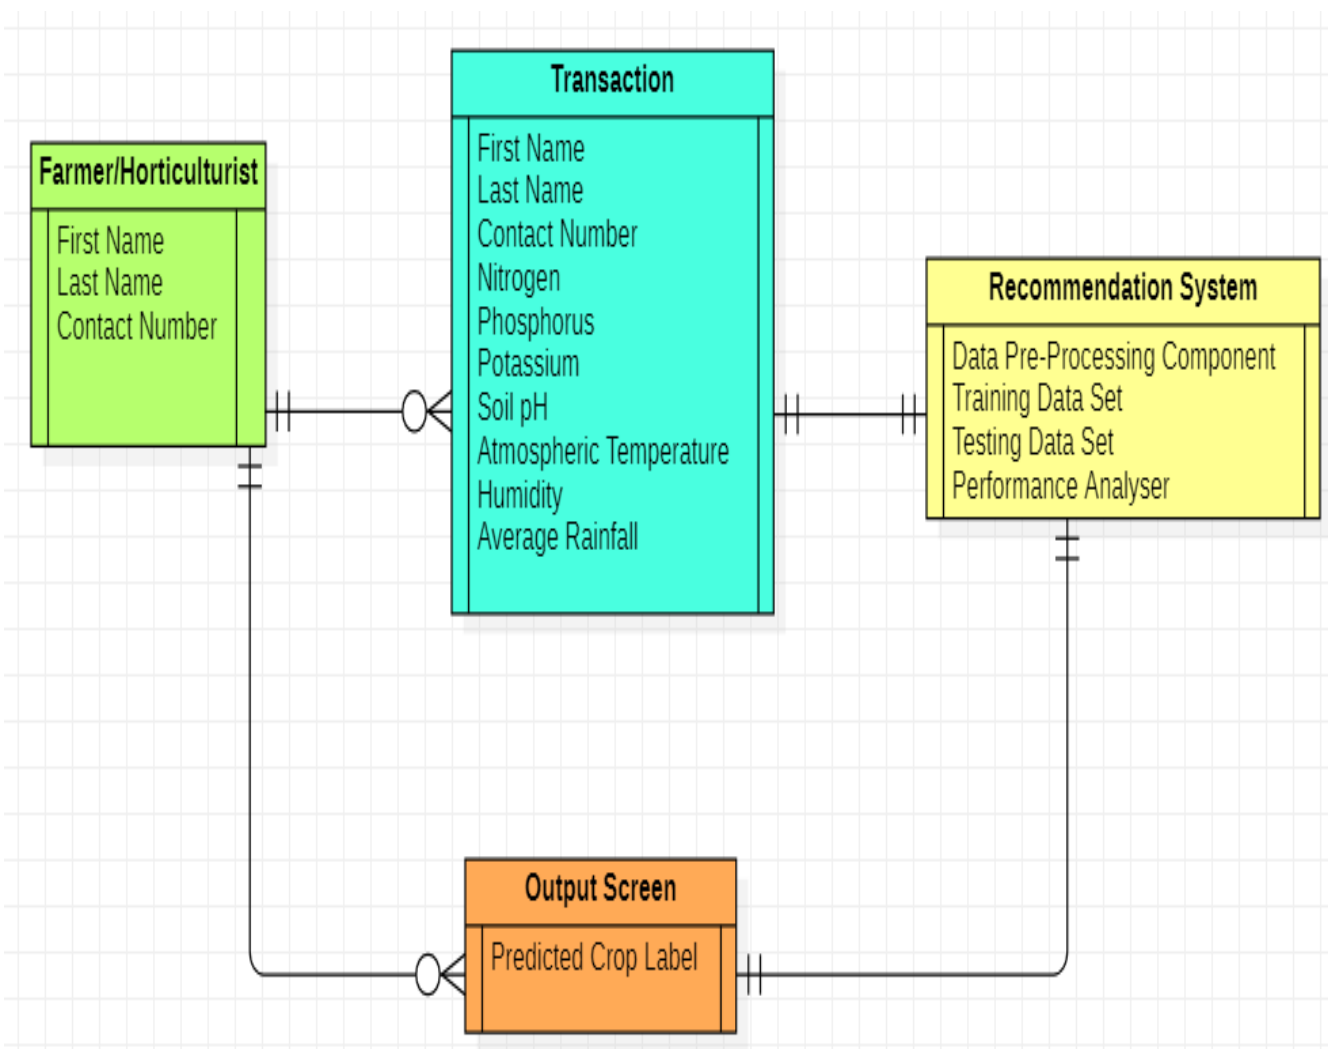 Farmer/Horticulturist
First Name
Last Name
Contact Number
Transaction
First Name
Last Name
Contact Number
Nitrogen
Phosphorus
Potassium
Soil pH
Atmospheric Temperature
Humidity
Average Rainfall
Recommendation System
Data Pre-Processing Component
Training Data Set
Testing Data Set
Performance Analyser
Output Screen
Predicted Crop Label